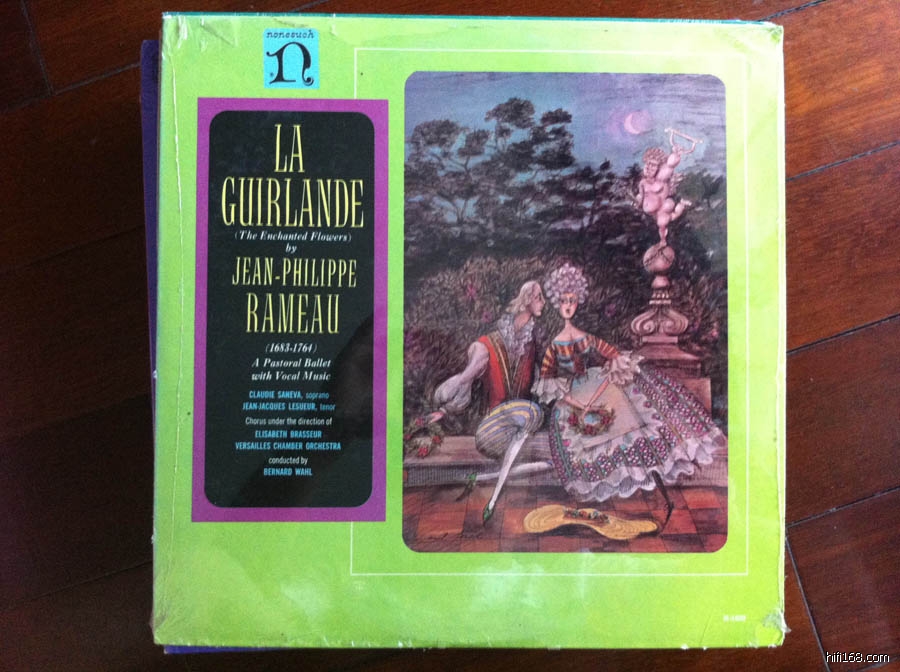 nonesuch
n
LA
GUIRLANDE
(The Enchanted Flowers)
by
JEAN-PHILIPPE
RAMEAU
(1683-1764)
A Pastoral Ballet
with Vocal Music
CLAUDIE SANEVA, soprano
JEAN-JACQUES LESUEUR, tenor
Chorus under the direction of
ELISABETH BRASSEUR
VERSAILLES CHAMBER ORCHESTRA
conducted by
BERNARD WAHL
hifi168.com